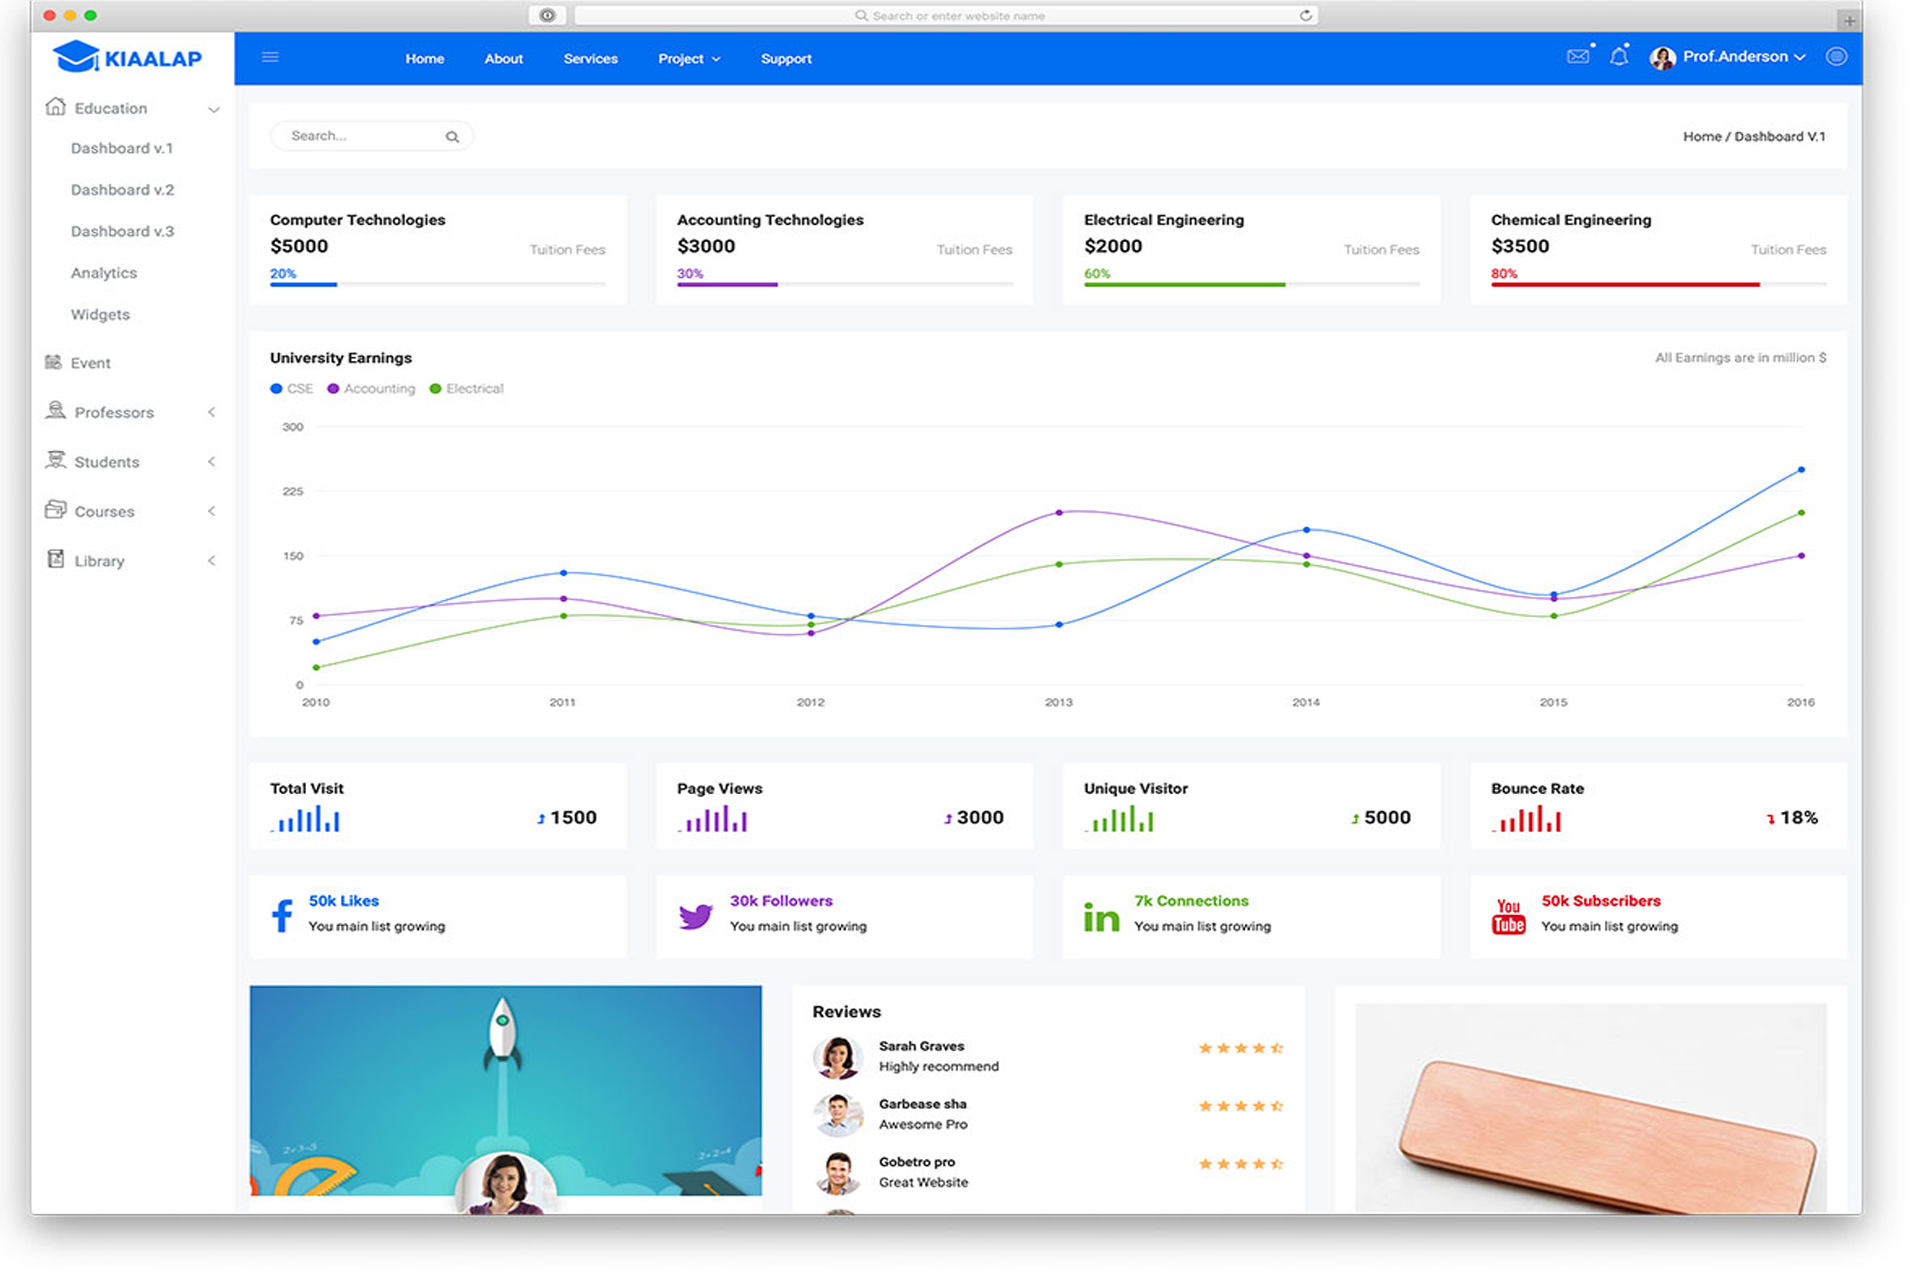 Search or enter website name
KIAALAP
Home About Services Project Support
Prof.Anderson
Education
Dashboard v.1
Dashboard v.2
Dashboard v.3
Analytics
Widgets
Event
Professors
Students
Courses
Library
Search...
Home / Dashboard V.1
Computer Technologies
$5000
Tuition Fees
20%
Accounting Technologies
$3000
Tuition Fees
30%
Electrical Engineering
$2000
Tuition Fees
60%
Chemical Engineering
$3500
Tuition Fees
80%
University Earnings
All Earnings are in million $
CSE Accounting Electrical
300
225
150
75
0
2010 2011 2012 2013 2014 2015 2016
Total Visit
1500
Page Views
3000
Unique Visitor
5000
Bounce Rate
18%
50k Likes
You main list growing
30k Followers
You main list growing
in
7k Connections
You main list growing
You
Tube
50k Subscribers
You main list growing
2+3=5
2+2=4
Reviews
Sarah Graves
Highly recommend
Garbease sha
Awesome Pro
Gobetro pro
Great Website